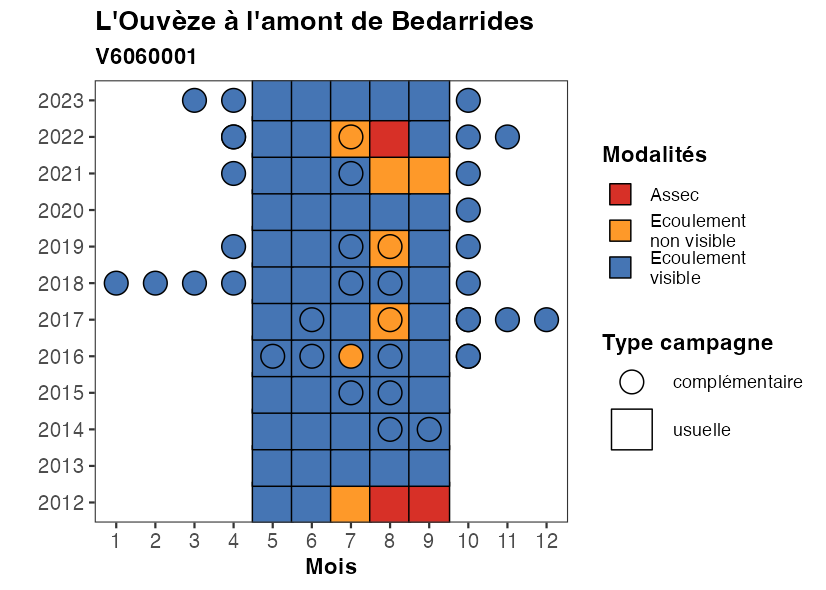 L'Ouvèze à l'amont de Bedarrides
V6060001
2023
2022
2021
2020
2019
2018
2017
2016
2015
2014
2013
2012
1 2 3 4 5 6 7 8 9 10 11 12
Mois
Modalités
Assec
Ecoulement
non visible
Ecoulement
visible
Type campagne
complémentaire
usuelle